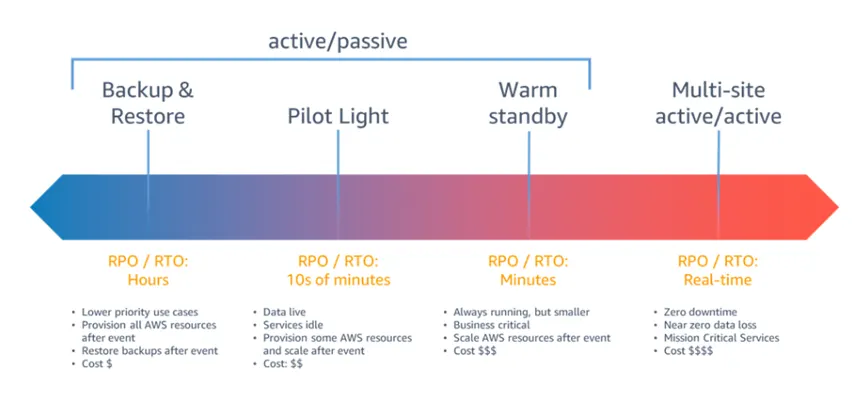 active/passive
Backup &
Restore
Pilot Light
Warm
standby
Multi-site
active/active
RPO / RTO:
Hours
• Lower priority use cases
• Provision all AWS resources
after event
• Restore backups after event
• Cost $
RPO / RTO:
10s of minutes
• Data live
• Services idle
• Provision some AWS resources
and scale after event
• Cost: $$
RPO / RTO:
Minutes
• Always running, but smaller
• Business critical
• Scale AWS resources after event
• Cost $$$
RPO / RTO:
Real-time
• Zero downtime
• Near zero data loss
• Mission Critical Services
• Cost $$$$